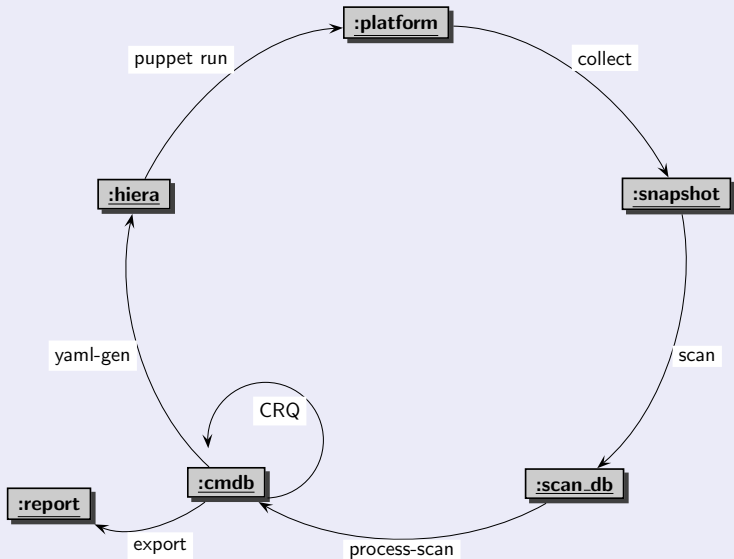 :platform
puppet run
collect
:hiera
:snapshot
yaml-gen
scan
CRQ
:cmdb
:scan_db
:report
export
process-scan